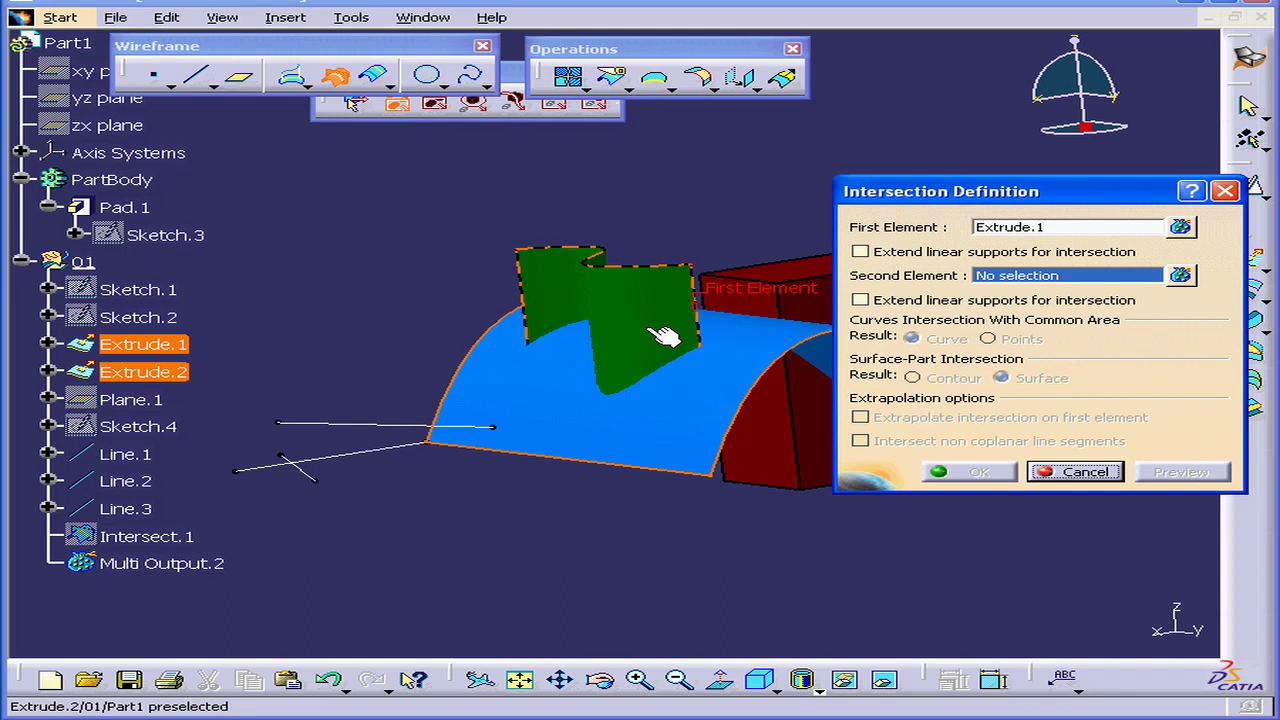 Start File Edit View Insert Tools Window Help
Part1
Wireframe
Operations
xy p
yz plane
zx plane
Axis Systems
PartBody
Pad.1
Sketch.3
01
Sketch.1
Sketch.2
Extrude.1
Extrude.2
Plane.1
Sketch.4
Line.1
Line.2
Line.3
Intersect.1
Multi Output.2
First Element
Intersection Definition
First Element : Extrude.1
Extend linear supports for intersection
Second Element : No selection
Extend linear supports for intersection
Curves Intersection With Common Area
Result: Curve Points
Surface-Part Intersection
Result: Contour Surface
Extrapolation options
Extrapolate intersection on first element
Intersect non coplanar line segments
OK Cancel Preview
z
x y
ABC
CATIA
Extrude.2/01/Part1 preselected